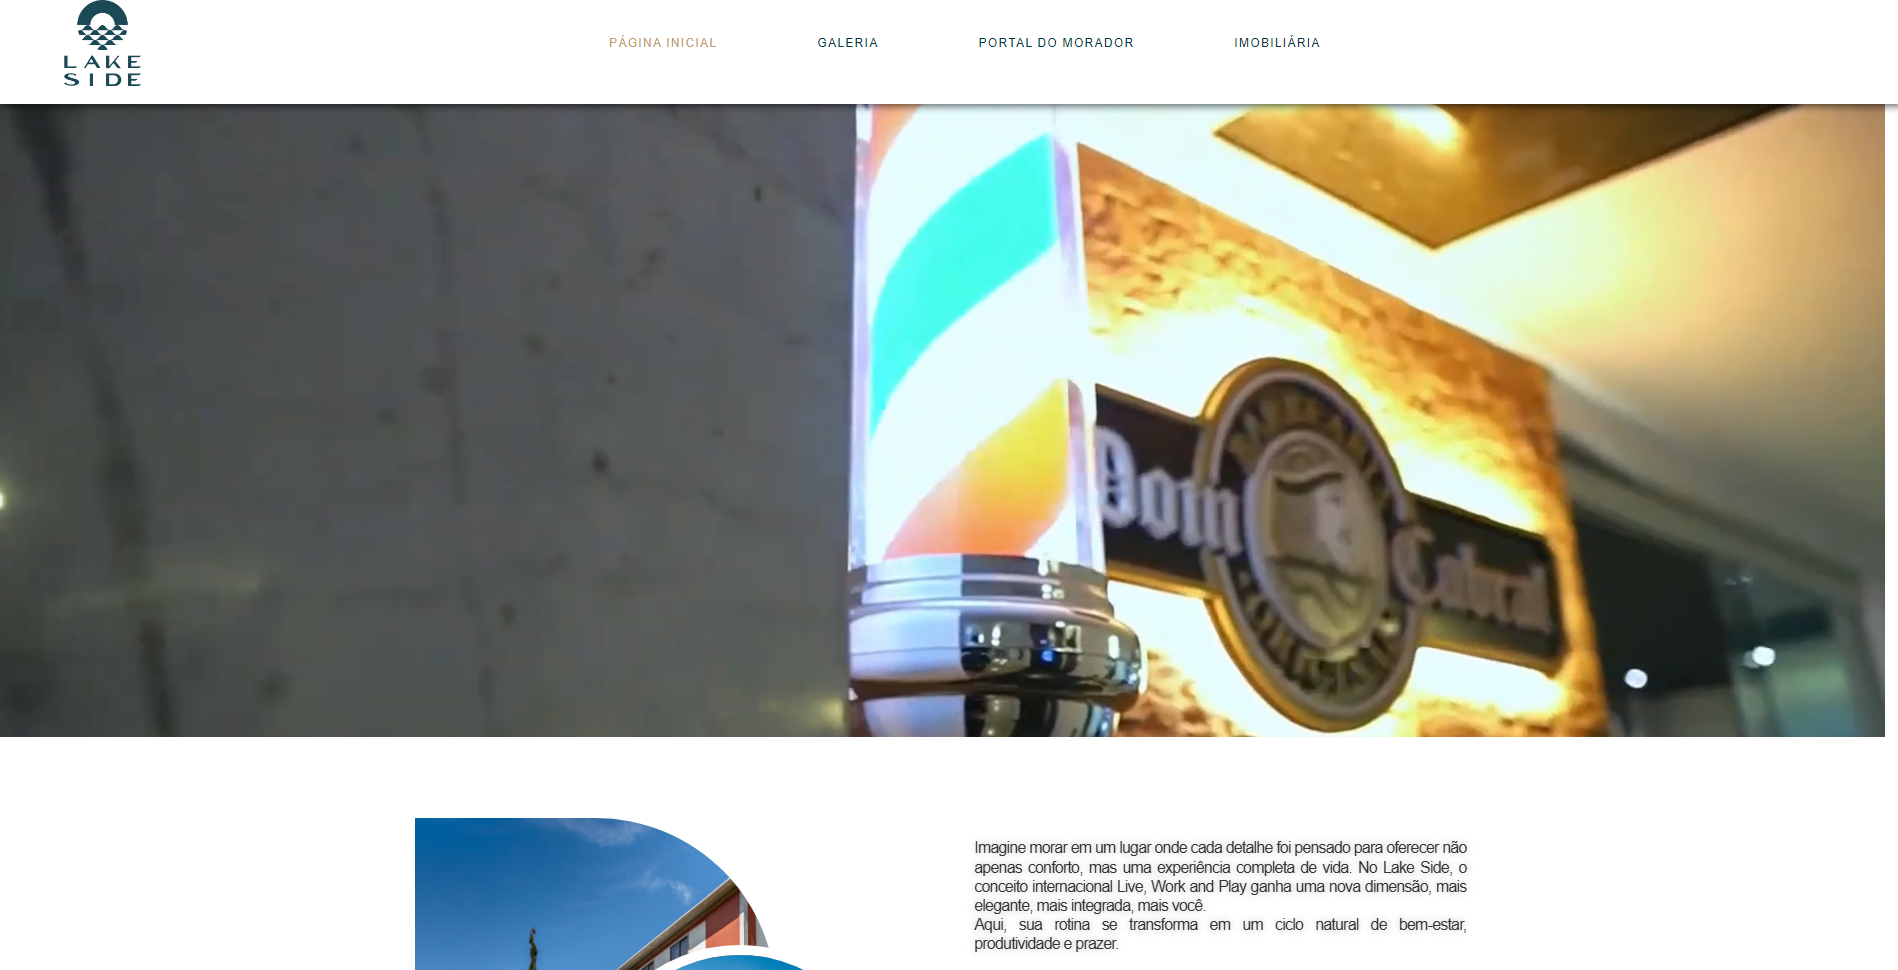 LAKE
SIDE
PÁGINA INICIAL
GALERIA
PORTAL DO MORADOR
IMOBILIÁRIA
Dom Cabral
Imagine morar em um lugar onde cada detalhe foi pensado para oferecer não
apenas conforto, mas uma experiência completa de vida. No Lake Side, o
conceito internacional Live, Work and Play ganha uma nova dimensão, mais
elegante, mais integrada, mais você.
Aqui, sua rotina se transforma em um ciclo natural de bem-estar,
produtividade e prazer.